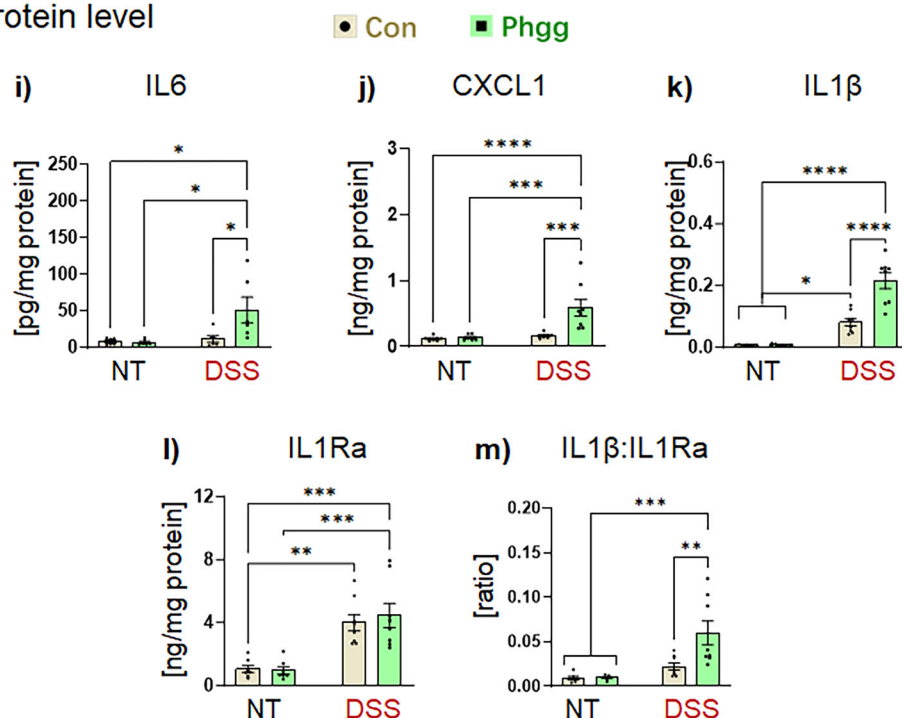 rotein level
Con Phgg
i) IL6 j) CXCL1 k) IL1β
[pg/mg protein] 250 200 150 100 50 0
* * *
NT DSS
[ng/mg protein] 3 2 1 0
**** *** ***
NT DSS
[ng/mg protein] 0.6 0.4 0.2 0.0
**** **** *
NT DSS
l) IL1Ra m) IL1β:IL1Ra
[ng/mg protein] 12 8 4 0
*** *** **
NT DSS
[ratio] 0.20 0.15 0.10 0.05 0.00
*** **
NT DSS